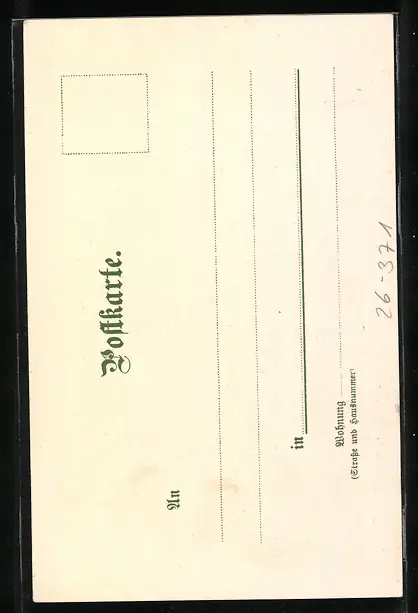 Postkarte.
An
in
Wohnung
(Straße und Hausnummer)
26-371